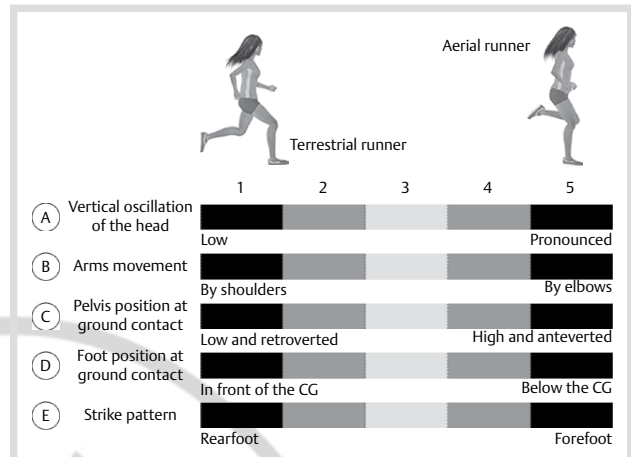 Aerial runner
Terrestrial runner
1 2 3 4 5
A Vertical oscillation
of the head
Low Pronounced
B Arms movement
By shoulders By elbows
C Pelvis position at
ground contact
Low and retroverted High and anteverted
D Foot position at
ground contact
In front of the CG Below the CG
E Strike pattern
Rearfoot Forefoot